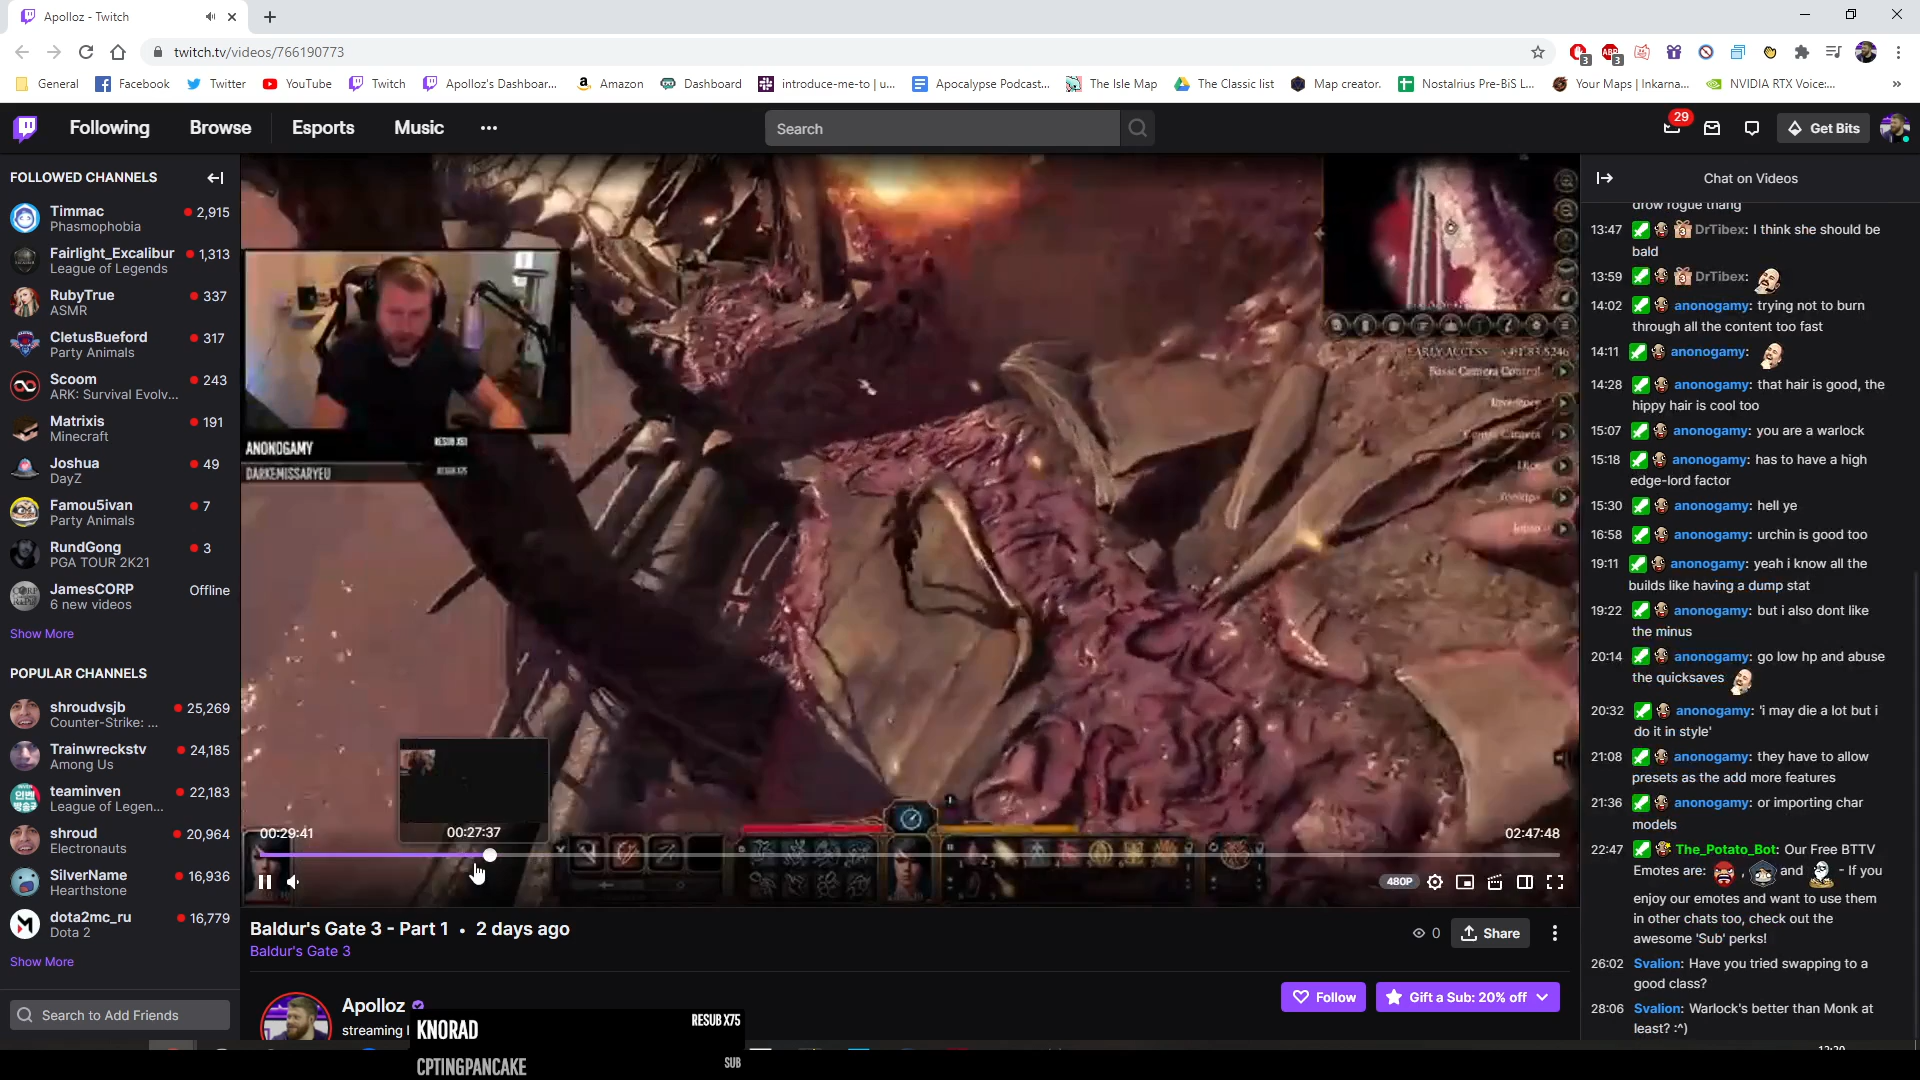 Apolloz - Twitch
twitch.tv/videos/766190773
3
3
General
Facebook
Twitter
YouTube
Twitch
Apolloz's Dashboar...
Amazon
Dashboard
introduce-me-to | u...
Apocalypse Podcast...
The Isle Map
The Classic list
Map creator.
Nostalrius Pre-BiS L...
Your Maps | Inkarna...
NVIDIA RTX Voice:...
»
Following
Browse
Esports
Music
Search
29
Get Bits
FOLLOWED CHANNELS
Timmac
2,915
Phasmophobia
Fairlight_Excalibur
1,313
League of Legends
RubyTrue
337
ASMR
CletusBueford
317
Party Animals
Scoom
243
ARK: Survival Evolv...
Matrixis
191
Minecraft
Joshua
49
DayZ
Famou5ivan
7
Party Animals
RundGong
3
PGA TOUR 2K21
JamesCORP
Offline
6 new videos
Show More
POPULAR CHANNELS
shroudvsjb
25,269
Counter-Strike: ...
Trainwreckstv
24,185
Among Us
teaminven
22,183
League of Legen...
shroud
20,964
Electronauts
SilverName
16,936
Hearthstone
dota2mc_ru
16,779
Dota 2
Show More
Search to Add Friends
ANONOGAMY
RESUB X61
DARKEMISSARYEU
RESUB X75
EARLY ACCESS
Basic Camera Control
Inventory
00:29:41
00:27:37
02:47:48
480P
Baldur's Gate 3 - Part 1 • 2 days ago
Baldur's Gate 3
0
Share
Follow
Gift a Sub: 20% off
Apolloz
streaming
KNORAD
RESUB X75
CPTINGPANCAKE
SUB
Chat on Videos
drow rogue thang
13:47 DrTibex: I think she should be
bald
13:59 DrTibex:
14:02 anonogamy: trying not to burn
through all the content too fast
14:11 anonogamy:
14:28 anonogamy: that hair is good, the
hippy hair is cool too
15:07 anonogamy: you are a warlock
15:18 anonogamy: has to have a high
edge-lord factor
15:30 anonogamy: hell ye
16:58 anonogamy: urchin is good too
19:11 anonogamy: yeah i know all the
builds like having a dump stat
19:22 anonogamy: but i also dont like
the minus
20:14 anonogamy: go low hp and abuse
the quicksaves
20:32 anonogamy: 'i may die a lot but i
do it in style'
21:08 anonogamy: they have to allow
presets as the add more features
21:36 anonogamy: or importing char
models
22:47 The_Potato_Bot: Our Free BTTV
Emotes are: , and - If you
enjoy our emotes and want to use them
in other chats too, check out the
awesome 'Sub' perks!
26:02 Svalion: Have you tried swapping to a
good class?
28:06 Svalion: Warlock's better than Monk at
least? :^)